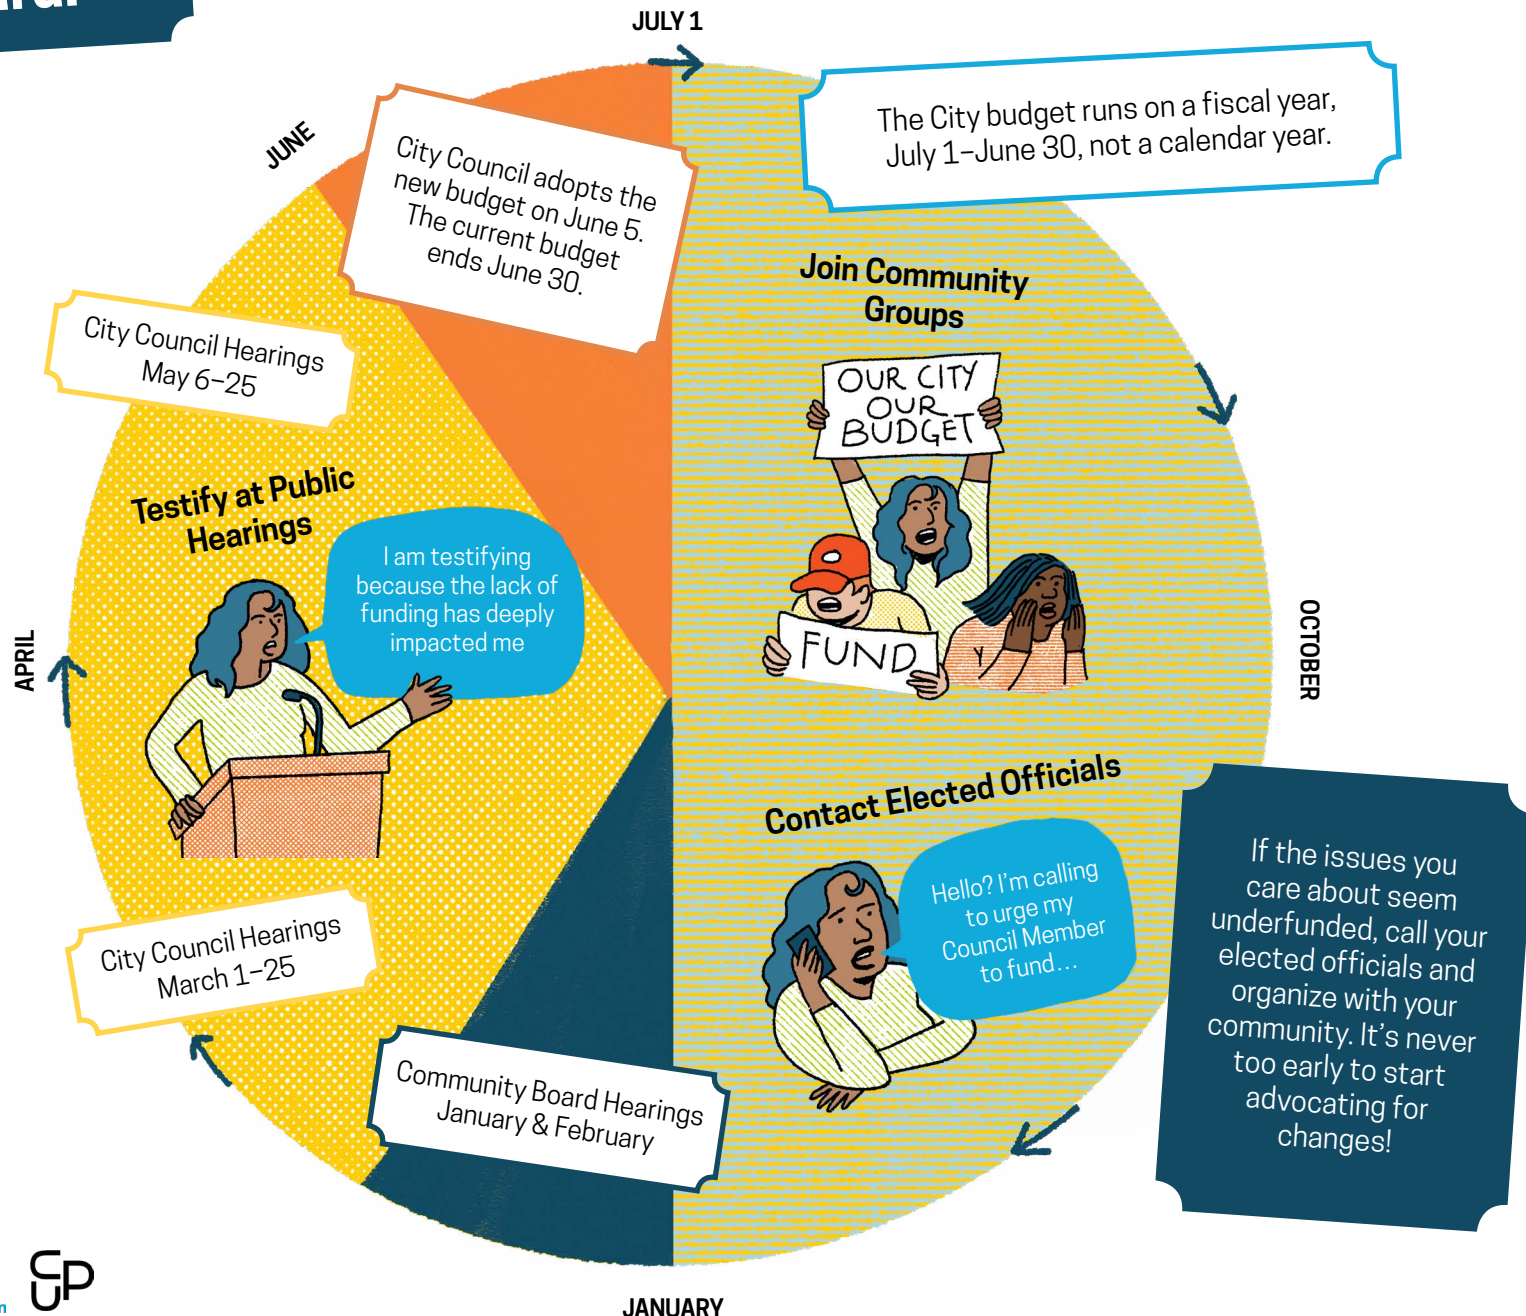 JULY 1
The City budget runs on a fiscal year,
July 1–June 30, not a calendar year.
JUNE
City Council adopts the
new budget on June 5.
The current budget
ends June 30.
Join Community
Groups
OUR CITY
OUR
BUDGET
FUND
City Council Hearings
May 6–25
Testify at Public
Hearings
I am testifying
because the lack of
funding has deeply
impacted me
APRIL
OCTOBER
Contact Elected Officials
Hello? I'm calling
to urge my
Council Member
to fund...
If the issues you
care about seem
underfunded, call your
elected officials and
organize with your
community. It's never
too early to start
advocating for
changes!
City Council Hearings
March 1–25
Community Board Hearings
January & February
CUP
JANUARY